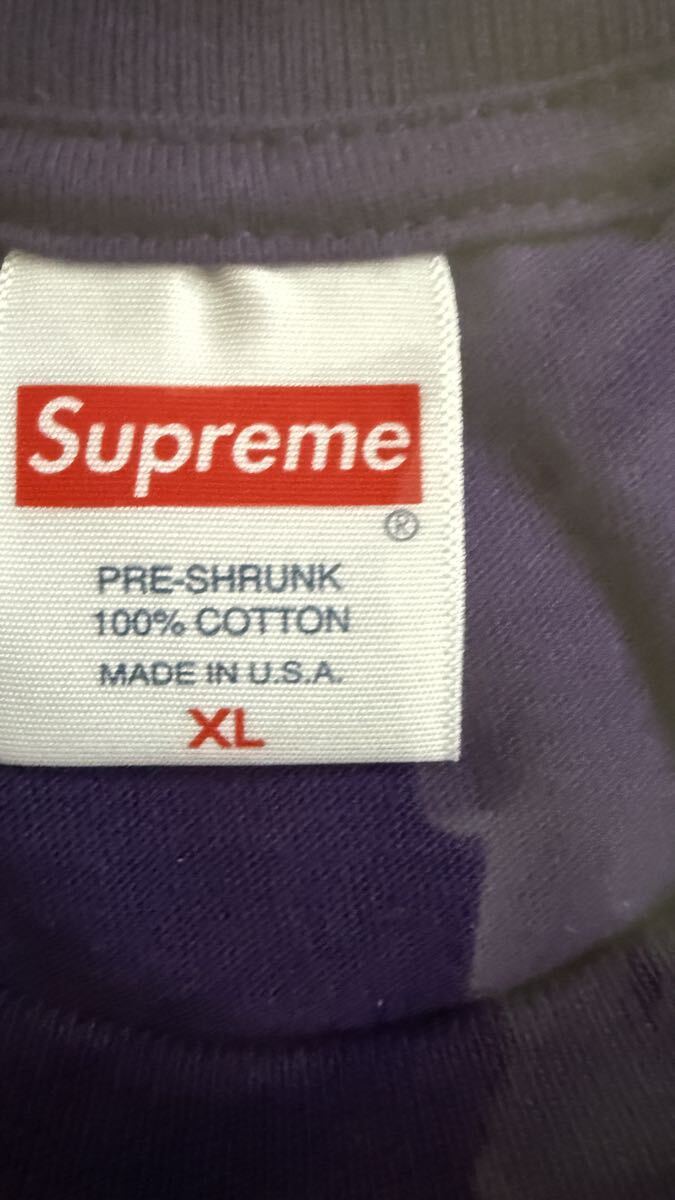 Supreme
®
PRE-SHRUNK
100% COTTON
MADE IN U.S.A.
XL